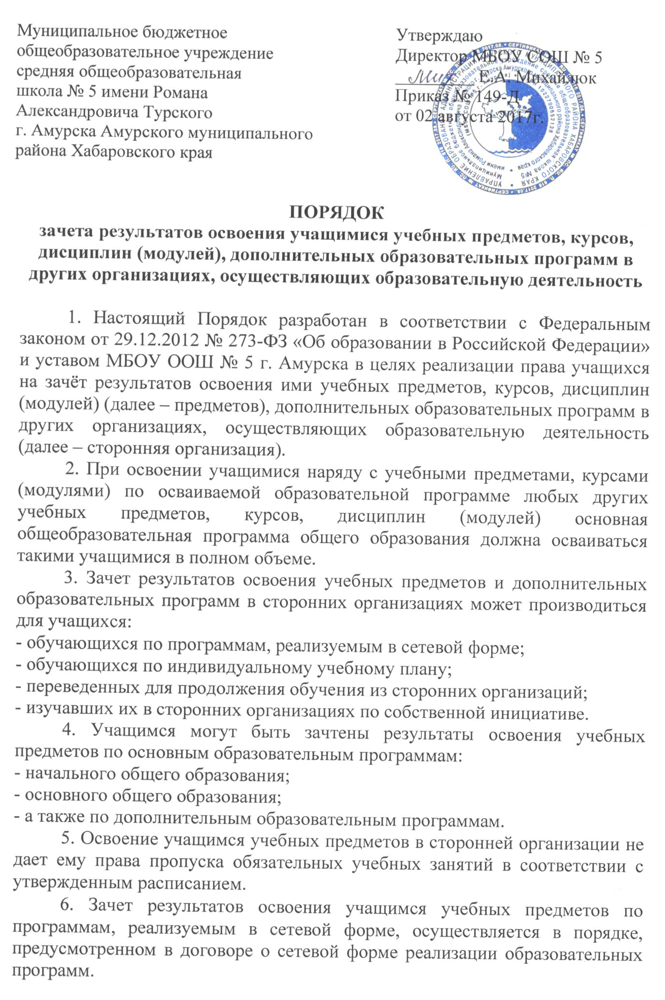 Муниципальное бюджетное
общеобразовательное учреждение
средняя общеобразовательная
школа № 5 имени Романа
Александровича Турского
г. Амурска Амурского муниципального
района Хабаровского края
Утверждаю
Директор МБОУ СОШ № 5
Е.А. Михайлюк
Приказ № 149-Д
от 02 августа 2017г.
ПОРЯДОК
зачета результатов освоения учащимися учебных предметов, курсов,
дисциплин (модулей), дополнительных образовательных программ в
других организациях, осуществляющих образовательную деятельность
1. Настоящий Порядок разработан в соответствии с Федеральным
законом от 29.12.2012 № 273-ФЗ «Об образовании в Российской Федерации»
и уставом МБОУ ООШ № 5 г. Амурска в целях реализации права учащихся
на зачёт результатов освоения ими учебных предметов, курсов, дисциплин
(модулей) (далее – предметов), дополнительных образовательных программ в
других организациях, осуществляющих образовательную деятельность
(далее – сторонняя организация).
2. При освоении учащимися наряду с учебными предметами, курсами
(модулями) по осваиваемой образовательной программе любых других
учебных предметов, курсов, дисциплин (модулей) основная
общеобразовательная программа общего образования должна осваиваться
такими учащимися в полном объеме.
3. Зачет результатов освоения учебных предметов и дополнительных
образовательных программ в сторонних организациях может производиться
для учащихся:
- обучающихся по программам, реализуемым в сетевой форме;
- обучающихся по индивидуальному учебному плану;
- переведенных для продолжения обучения из сторонних организаций;
- изучавших их в сторонних организациях по собственной инициативе.
4. Учащимся могут быть зачтены результаты освоения учебных
предметов по основным образовательным программам:
- начального общего образования;
- основного общего образования;
- а также по дополнительным образовательным программам.
5. Освоение учащимся учебных предметов в сторонней организации не
дает ему права пропуска обязательных учебных занятий в соответствии с
утвержденным расписанием.
6. Зачет результатов освоения учащимся учебных предметов по
программам, реализуемым в сетевой форме, осуществляется в порядке,
предусмотренном в договоре о сетевой форме реализации образовательных
программ.